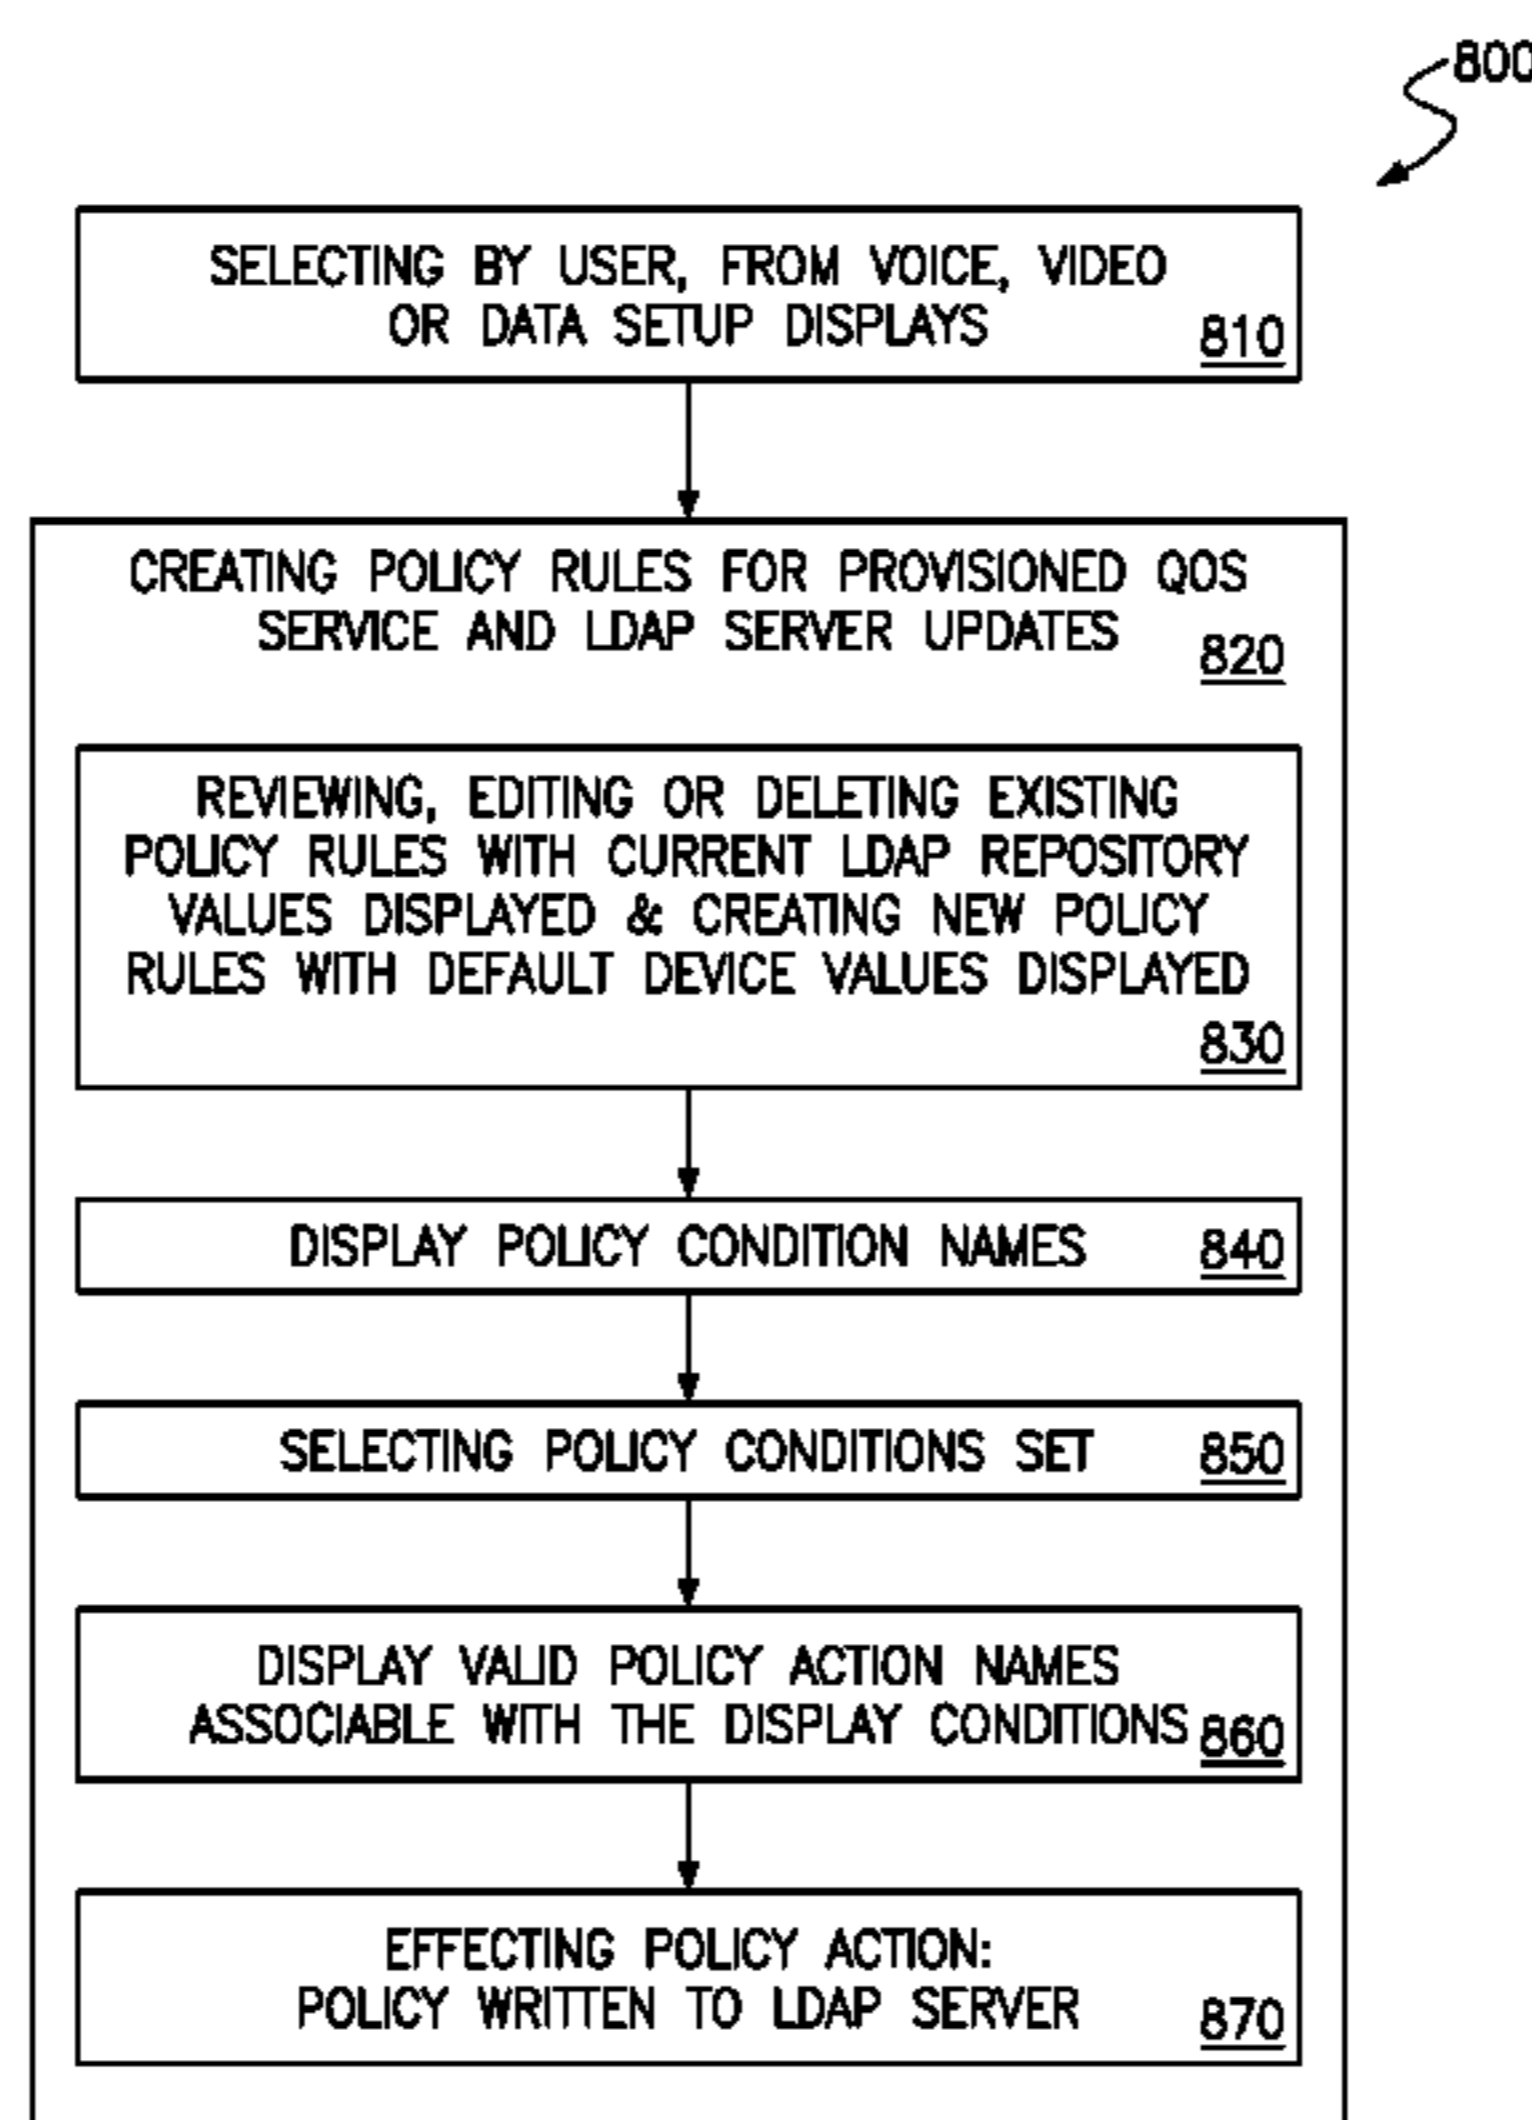 800
SELECTING BY USER, FROM VOICE, VIDEO
OR DATA SETUP DISPLAYS
810
CREATING POLICY RULES FOR PROVISIONED QOS
SERVICE AND LDAP SERVER UPDATES
820
REVIEWING, EDITING OR DELETING EXISTING
POLICY RULES WITH CURRENT LDAP REPOSITORY
VALUES DISPLAYED & CREATING NEW POLICY
RULES WITH DEFAULT DEVICE VALUES DISPLAYED
830
DISPLAY POLICY CONDITION NAMES 840
SELECTING POLICY CONDITIONS SET 850
DISPLAY VALID POLICY ACTION NAMES
ASSOCIABLE WITH THE DISPLAY CONDITIONS 860
EFFECTING POLICY ACTION:
POLICY WRITTEN TO LDAP SERVER 870